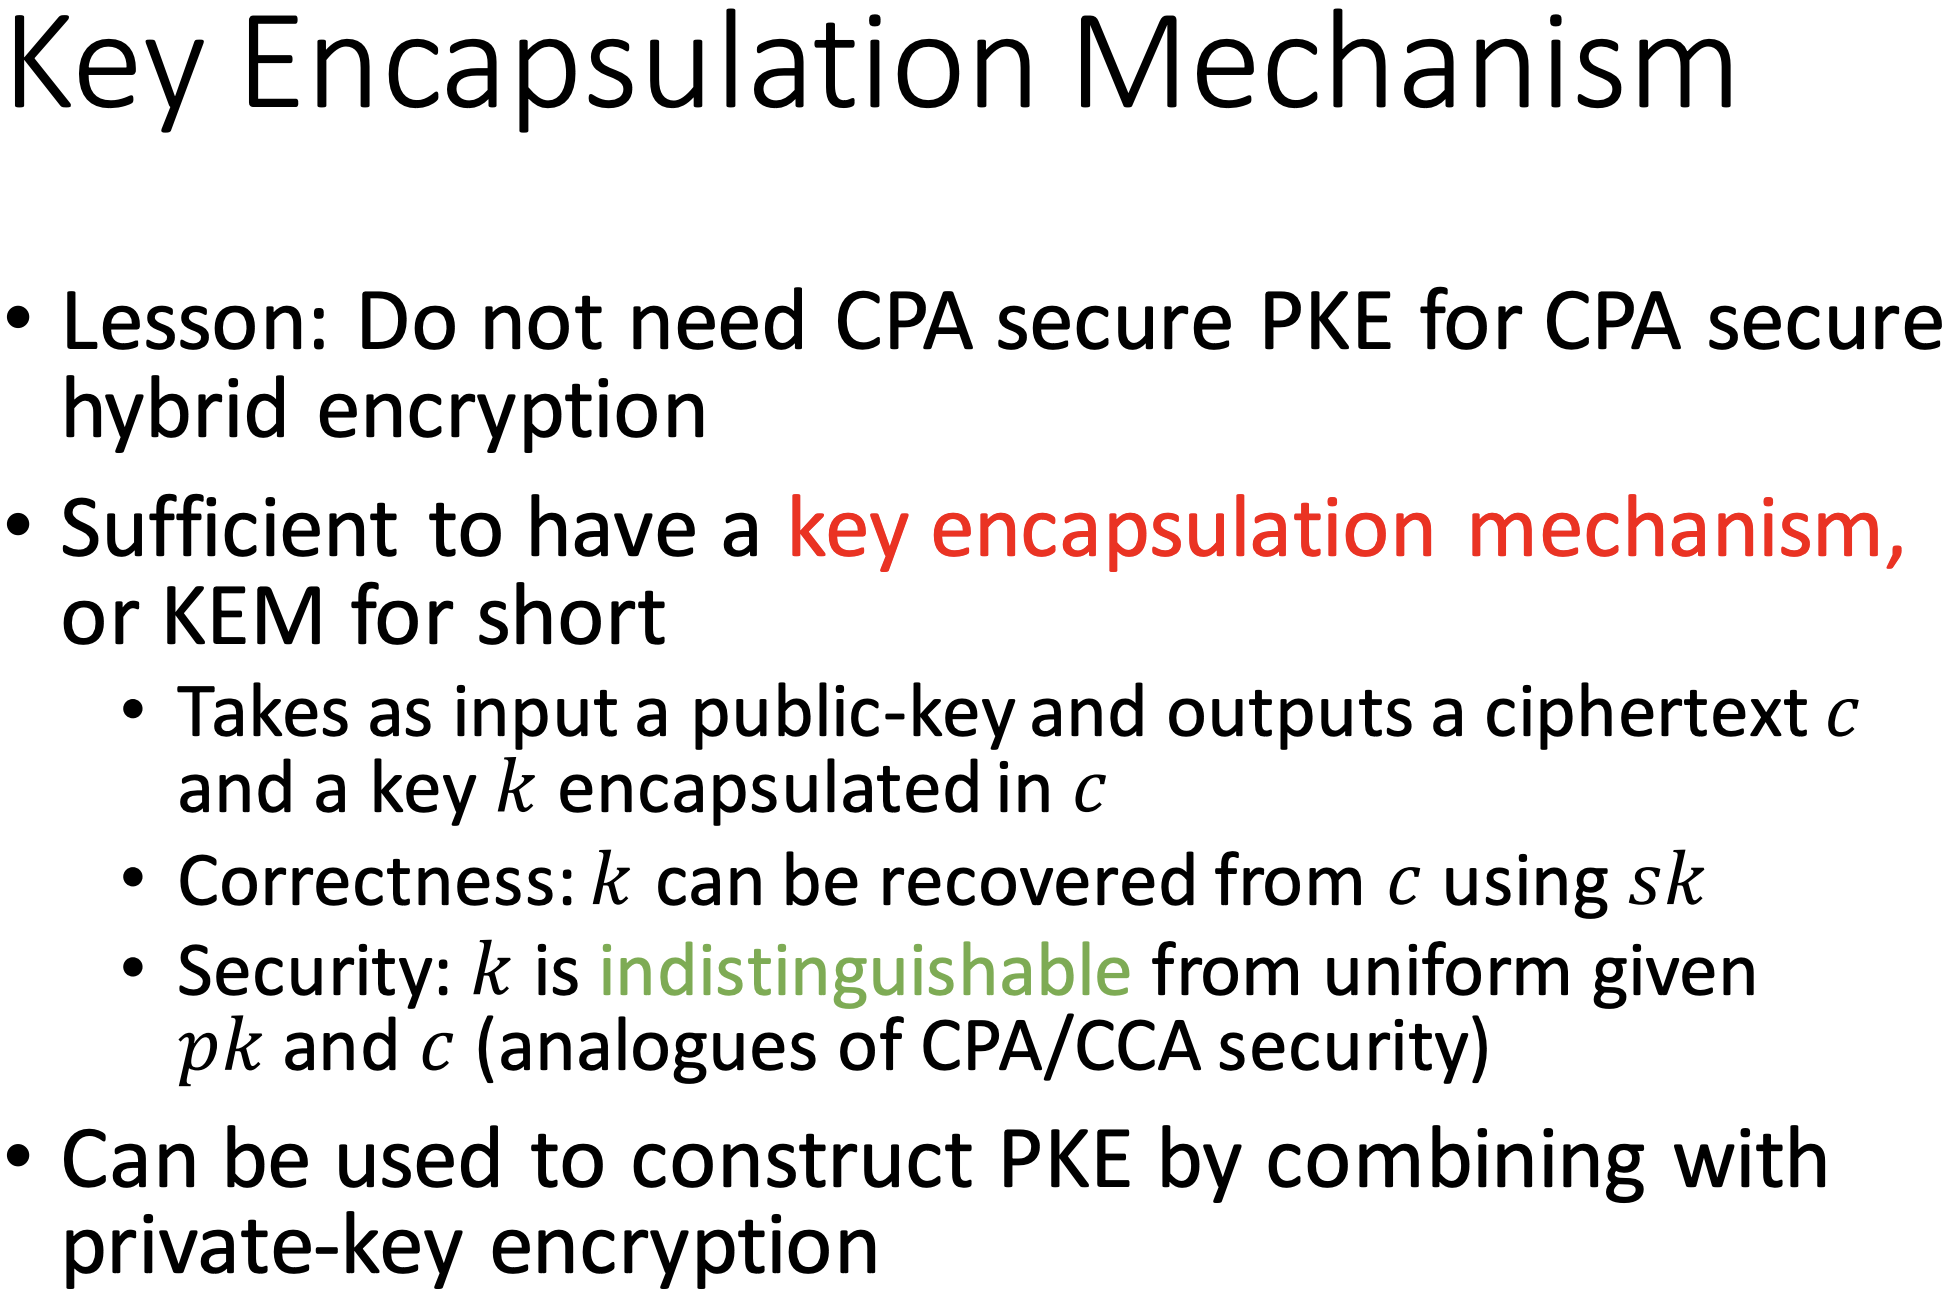 Key Encapsulation Mechanism
• Lesson: Do not need CPA secure PKE for CPA secure
hybrid encryption
• Sufficient to have a key encapsulation mechanism,
or KEM for short
• Takes as input a public-key and outputs a ciphertext c
and a key k encapsulated in c
• Correctness: k can be recovered from c using sk
• Security: k is indistinguishable from uniform given
pk and c (analogues of CPA/CCA security)
• Can be used to construct PKE by combining with
private-key encryption